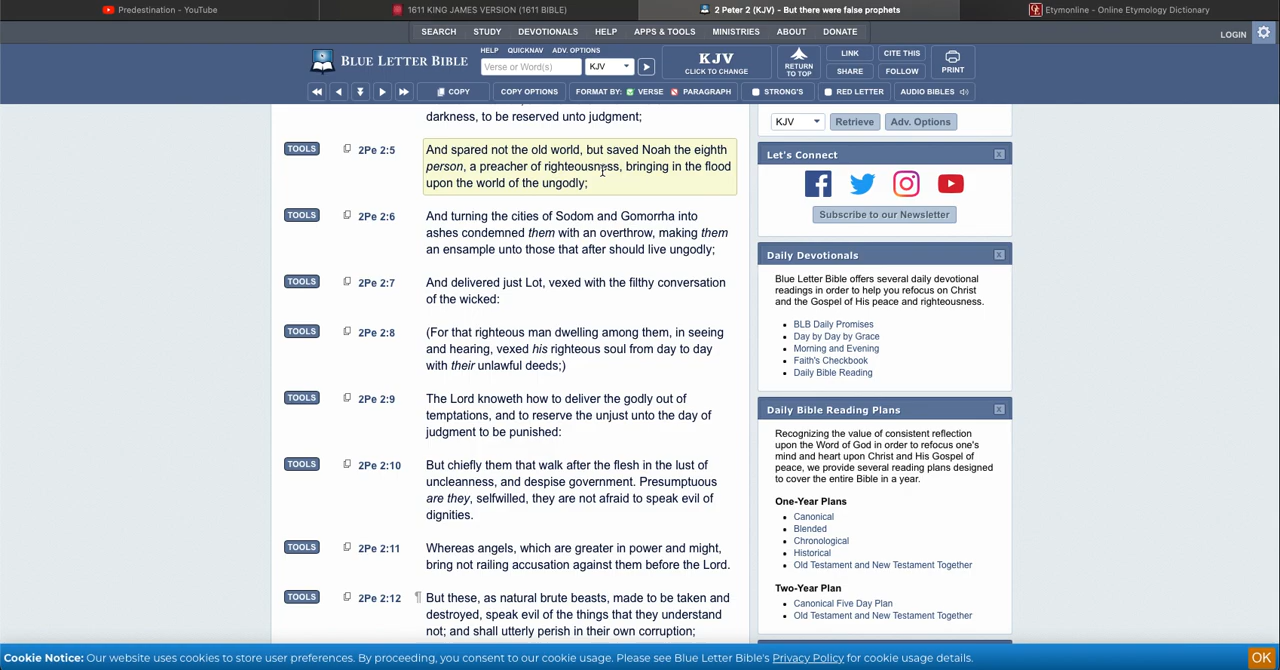 Predestination - YouTube
1611 KING JAMES VERSION (1611 BIBLE)
2 Peter 2 (KJV) - But there were false prophets
Etymonline - Online Etymology Dictionary
SEARCH STUDY DEVOTIONALS HELP APPS & TOOLS MINISTRIES ABOUT DONATE
LOGIN
BLUE LETTER BIBLE
HELP QUICKNAV ADV. OPTIONS
Verse or Word(s)
KJV
KJV
CLICK TO CHANGE
RETURN
TO TOP
LINK
CITE THIS
SHARE
FOLLOW
PRINT
COPY
COPY OPTIONS
FORMAT BY: VERSE PARAGRAPH
STRONG'S
RED LETTER
AUDIO BIBLES
darkness, to be reserved unto judgment;
TOOLS 2Pe 2:5 And spared not the old world, but saved Noah the eighth
person, a preacher of righteousness, bringing in the flood
upon the world of the ungodly;
TOOLS 2Pe 2:6 And turning the cities of Sodom and Gomorrha into
ashes condemned them with an overthrow, making them
an ensample unto those that after should live ungodly;
TOOLS 2Pe 2:7 And delivered just Lot, vexed with the filthy conversation
of the wicked:
TOOLS 2Pe 2:8 (For that righteous man dwelling among them, in seeing
and hearing, vexed his righteous soul from day to day
with their unlawful deeds;)
TOOLS 2Pe 2:9 The Lord knoweth how to deliver the godly out of
temptations, and to reserve the unjust unto the day of
judgment to be punished:
TOOLS 2Pe 2:10 But chiefly them that walk after the flesh in the lust of
uncleanness, and despise government. Presumptuous
are they, selfwilled, they are not afraid to speak evil of
dignities.
TOOLS 2Pe 2:11 Whereas angels, which are greater in power and might,
bring not railing accusation against them before the Lord.
TOOLS 2Pe 2:12 ¶ But these, as natural brute beasts, made to be taken and
destroyed, speak evil of the things that they understand
not; and shall utterly perish in their own corruption;
KJV Retrieve Adv. Options
Let's Connect
Subscribe to our Newsletter
Daily Devotionals
Blue Letter Bible offers several daily devotional
readings in order to help you refocus on Christ
and the Gospel of His peace and righteousness.
• BLB Daily Promises
• Day by Day by Grace
• Morning and Evening
• Faith's Checkbook
• Daily Bible Reading
Daily Bible Reading Plans
Recognizing the value of consistent reflection
upon the Word of God in order to refocus one's
mind and heart upon Christ and His Gospel of
peace, we provide several reading plans designed
to cover the entire Bible in a year.
One-Year Plans
• Canonical
• Blended
• Chronological
• Historical
• Old Testament and New Testament Together
Two-Year Plan
• Canonical Five Day Plan
• Old Testament and New Testament Together
Cookie Notice: Our website uses cookies to store user preferences. By proceeding, you consent to our cookie usage. Please see Blue Letter Bible's Privacy Policy for cookie usage details.
OK